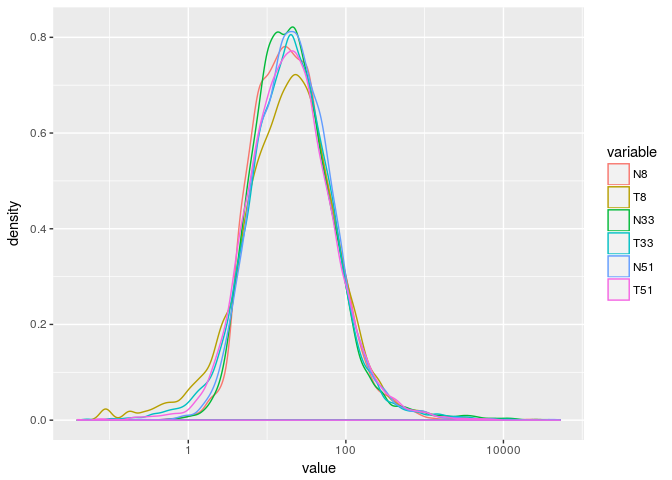 0.8
0.6
0.4
0.2
0.0
density
1
100
10000
value
variable
N8
T8
N33
T33
N51
T51